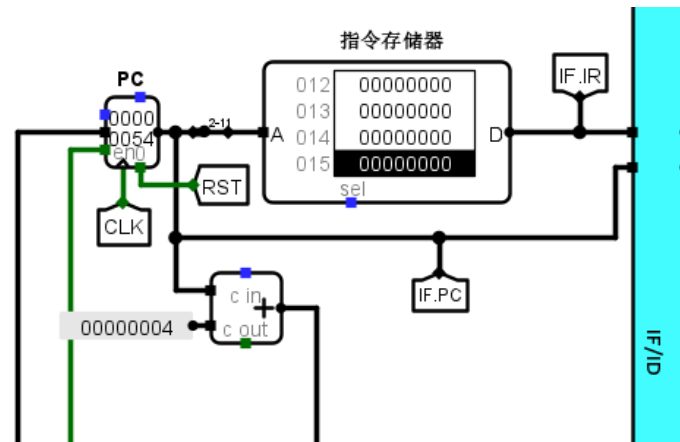 指令存储器
PC
IF.IR
0000
0054
en0
2-11
A
012 00000000
013 00000000
014 00000000
015 00000000
D
sel
RST
CLK
IF.PC
c in
+
00000004
c out
IF/ID